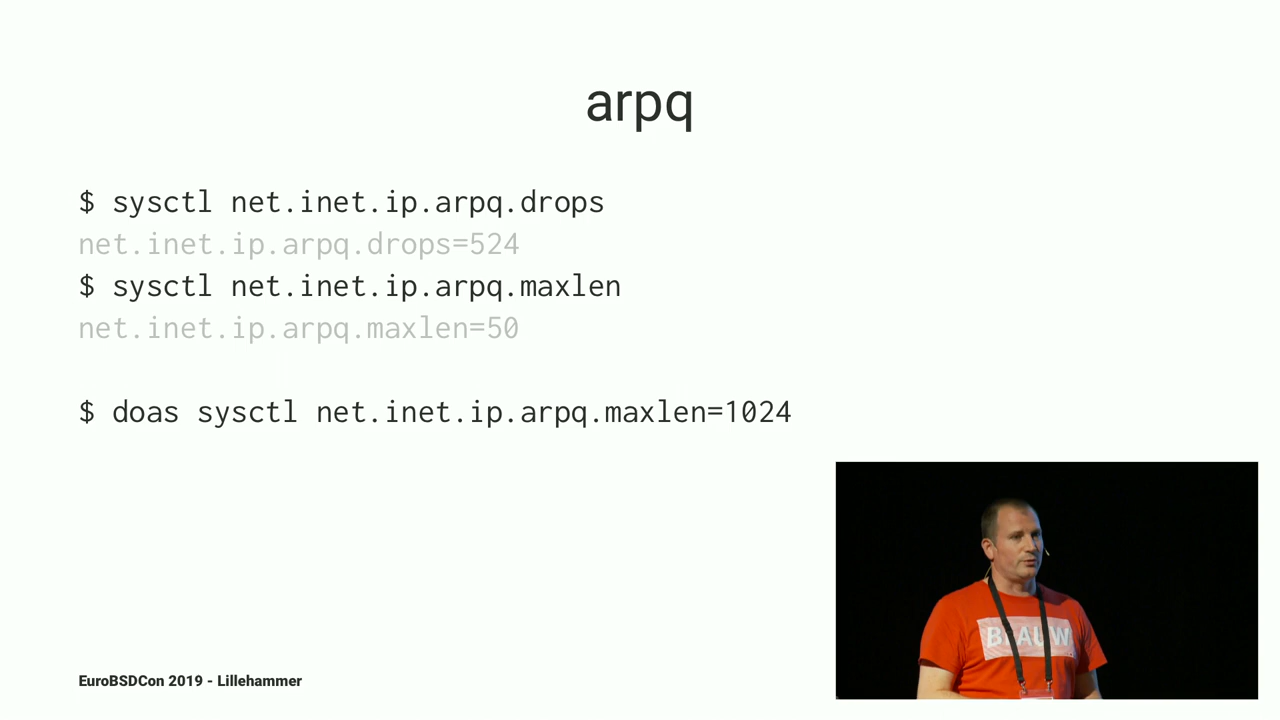 arpq
$ sysctl net.inet.ip.arpq.drops
net.inet.ip.arpq.drops=524
$ sysctl net.inet.ip.arpq.maxlen
net.inet.ip.arpq.maxlen=50
$ doas sysctl net.inet.ip.arpq.maxlen=1024
BLAUW
EuroBSDCon 2019 - Lillehammer